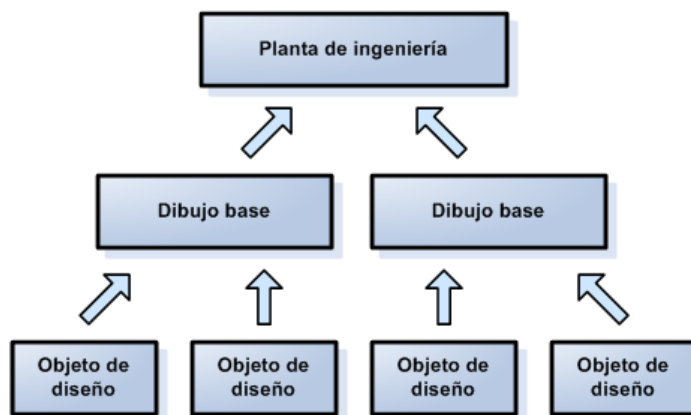 Planta de ingeniería
Dibujo base
Dibujo base
Objeto de
diseño
Objeto de
diseño
Objeto de
diseño
Objeto de
diseño